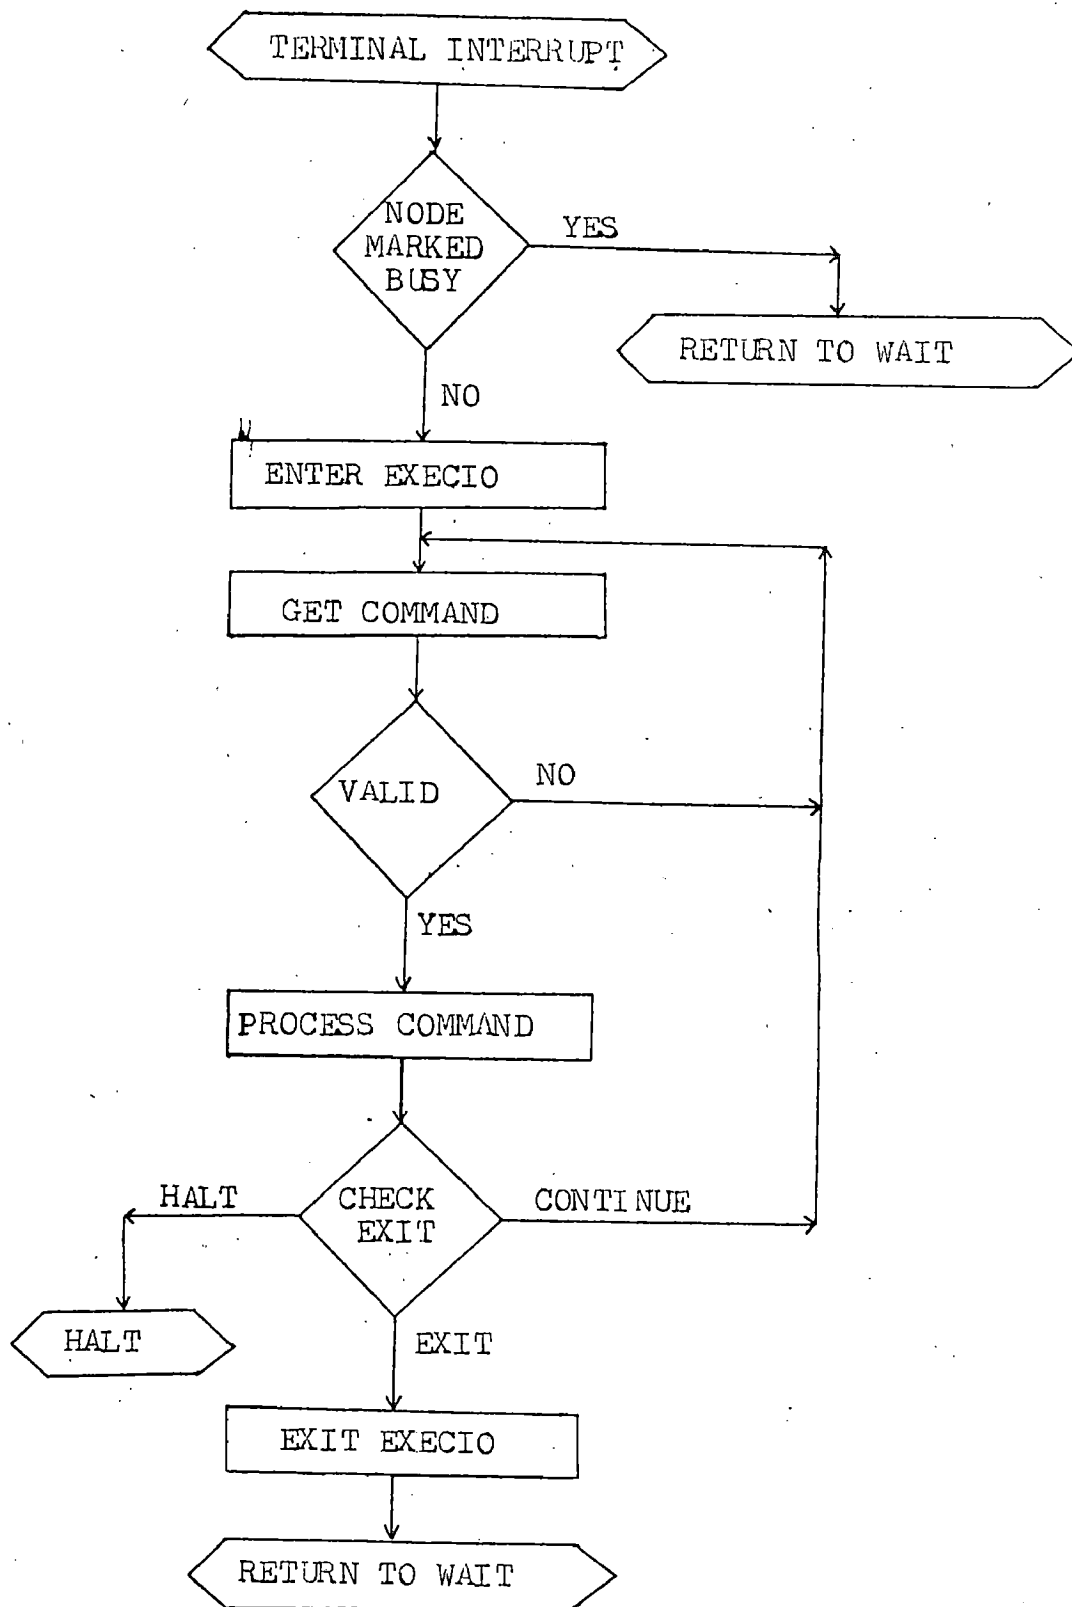 TERMINAL INTERRUPT
NODE
MARKED
BUSY
YES
RETURN TO WAIT
NO
ENTER EXECIO
GET COMMAND
VALID
NO
YES
PROCESS COMMAND
HALT
CHECK
EXIT
CONTINUE
HALT
EXIT
EXIT EXECIO
RETURN TO WAIT